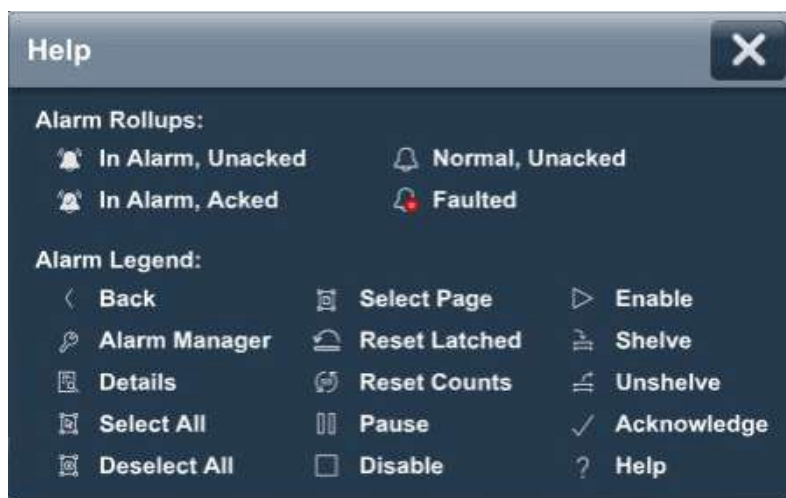 Help
Alarm Rollups:
In Alarm, Unacked
Normal, Unacked
In Alarm, Acked
Faulted
Alarm Legend:
Back
Select Page
Enable
Alarm Manager
Reset Latched
Shelve
Details
Reset Counts
Unshelve
Select All
Pause
Acknowledge
Deselect All
Disable
? Help